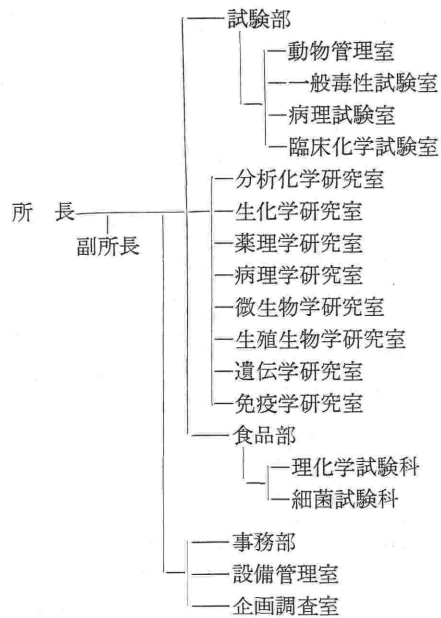 試験部
動物管理室
一般毒性試験室
病理試験室
臨床化学試験室
分析化学研究室
所長
生化学研究室
副所長
薬理学研究室
病理学研究室
微生物学研究室
生殖生物学研究室
遺伝学研究室
免疫学研究室
食品部
理化学試験科
細菌試験科
事務部
設備管理室
企画調査室